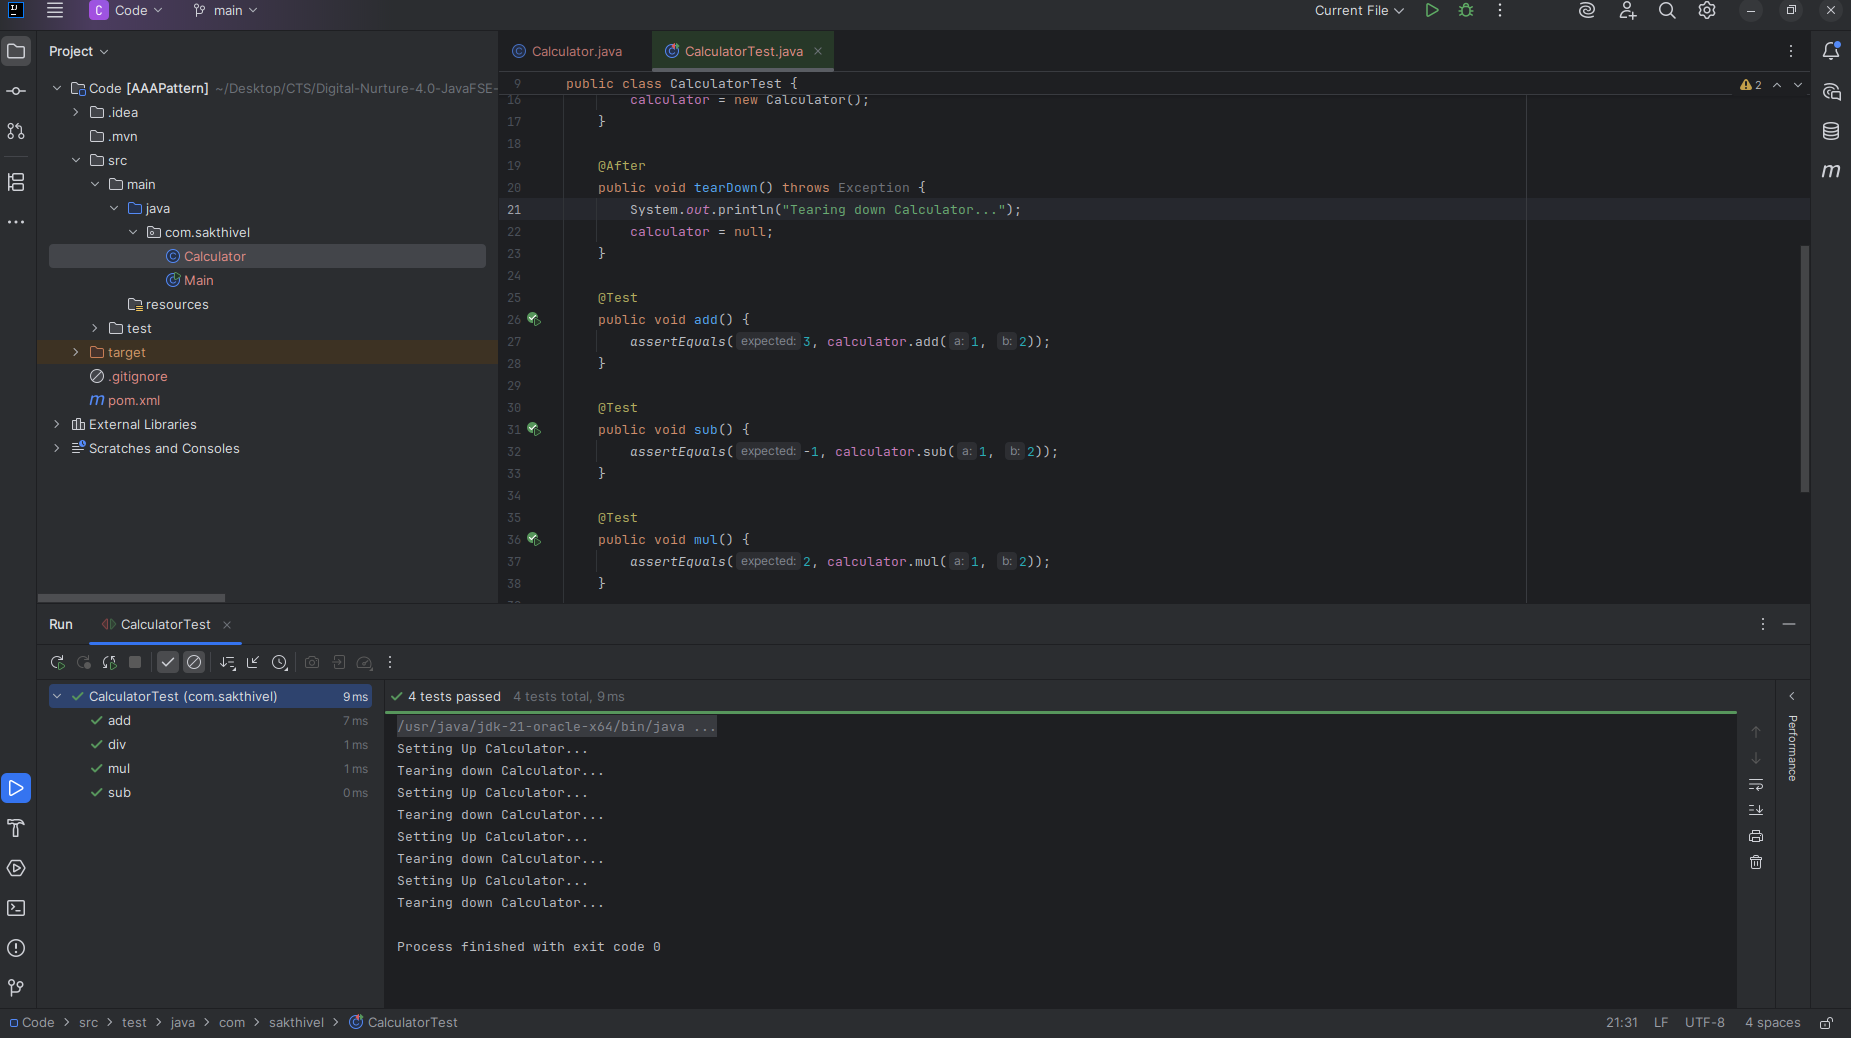 C Code main Current File
Project
Code [AAAPattern] ~/Desktop/CTS/Digital-Nurture-4.0-JavaFSE-
.idea
.mvn
src
main
java
com.sakthivel
Calculator
Main
resources
test
target
.gitignore
m pom.xml
External Libraries
Scratches and Consoles
Calculator.java CalculatorTest.java
2
9 public class CalculatorTest {
16 calculator = new Calculator();
17 }
18
19 @After
20 public void tearDown() throws Exception {
21 System.out.println("Tearing down Calculator...");
22 calculator = null;
23 }
24
25 @Test
26 public void add() {
27 assertEquals( expected: 3, calculator.add( a: 1, b: 2));
28 }
29
30 @Test
31 public void sub() {
32 assertEquals( expected: -1, calculator.sub( a: 1, b: 2));
33 }
34
35 @Test
36 public void mul() {
37 assertEquals( expected: 2, calculator.mul( a: 1, b: 2));
38 }
m
Run CalculatorTest
CalculatorTest (com.sakthivel) 9 ms
add 7 ms
div 1 ms
mul 1 ms
sub 0 ms
4 tests passed 4 tests total, 9 ms
/usr/java/jdk-21-oracle-x64/bin/java ...
Setting Up Calculator...
Tearing down Calculator...
Setting Up Calculator...
Tearing down Calculator...
Setting Up Calculator...
Tearing down Calculator...
Setting Up Calculator...
Tearing down Calculator...
Process finished with exit code 0
Performance
Code > src > test > java > com > sakthivel > CalculatorTest
21:31 LF UTF-8 4 spaces